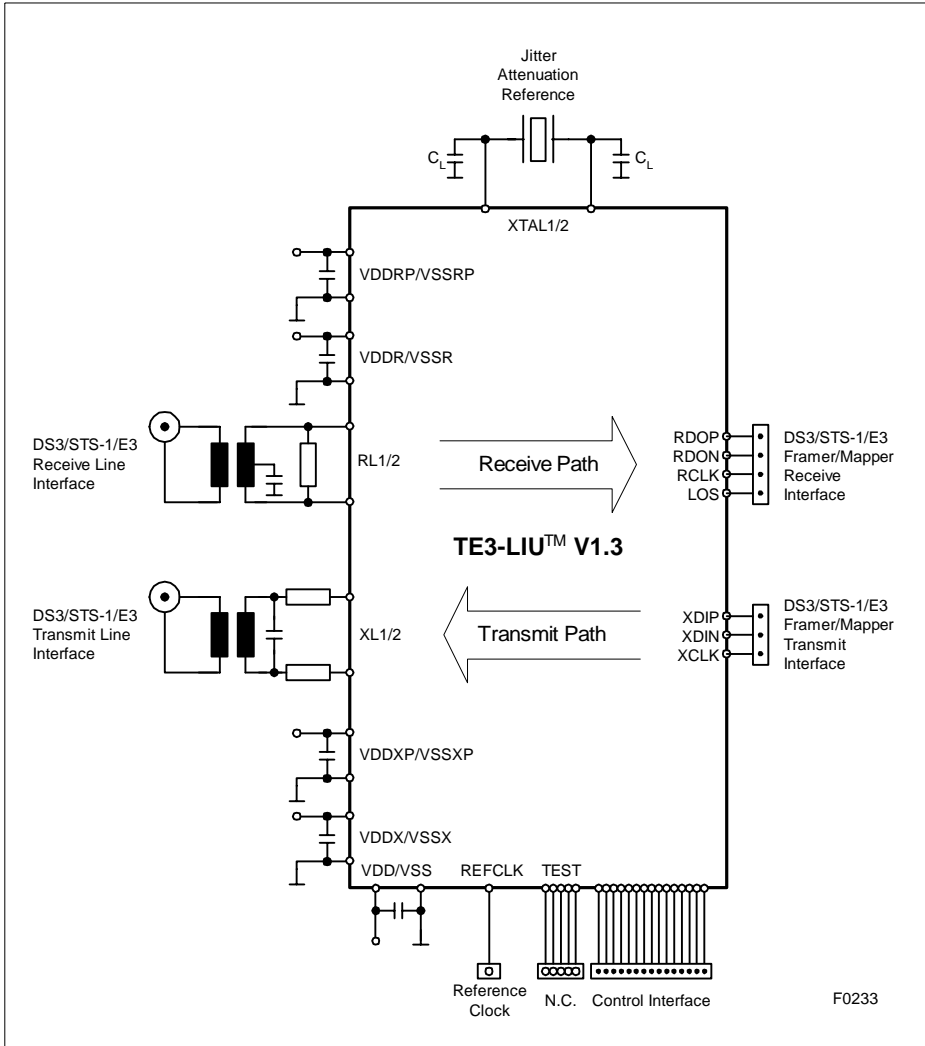 Jitter
Attenuation
Reference
CL
CL
XTAL1/2
VDDRP/VSSRP
VDDR/VSSR
DS3/STS-1/E3
Receive Line
Interface
RL1/2
Receive Path
RDOP
RDON
RCLK
LOS
DS3/STS-1/E3
Framer/Mapper
Receive
Interface
TE3-LIU™ V1.3
DS3/STS-1/E3
Transmit Line
Interface
XL1/2
Transmit Path
XDIP
XDIN
XCLK
DS3/STS-1/E3
Framer/Mapper
Transmit
Interface
VDDXP/VSSXP
VDDX/VSSX
VDD/VSS
REFCLK
TEST
Reference
Clock
N.C.
Control Interface
F0233